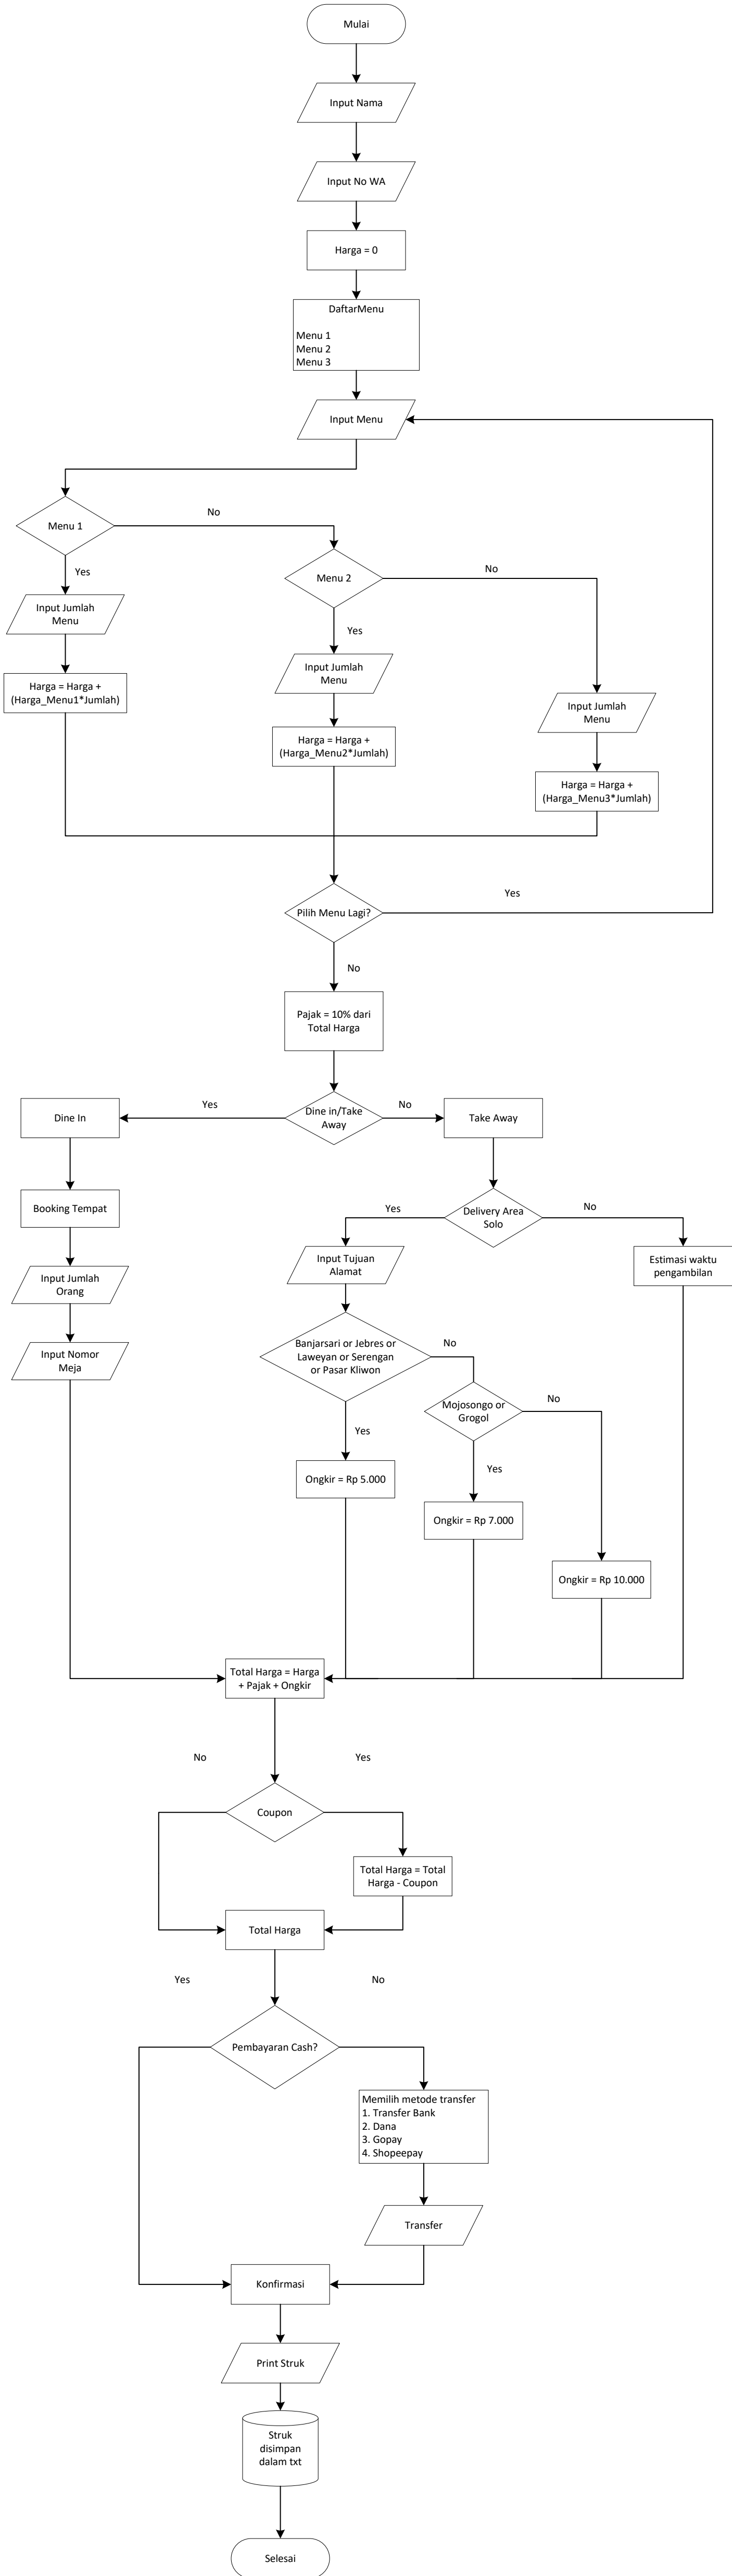 Mulai
Input Nama
Input No WA
Harga = 0
DaftarMenu
Menu 1
Menu 2
Menu 3
Input Menu
Menu 1
No
Yes
Menu 2
No
Yes
Input Jumlah
Menu
Harga = Harga +
(Harga_Menu1*Jumlah)
Input Jumlah
Menu
Harga = Harga +
(Harga_Menu2*Jumlah)
Input Jumlah
Menu
Harga = Harga +
(Harga_Menu3*Jumlah)
Pilih Menu Lagi?
Yes
No
Pajak = 10% dari
Total Harga
Dine in/Take
Away
Yes
No
Dine In
Take Away
Booking Tempat
Input Jumlah
Orang
Input Nomor
Meja
Delivery Area
Solo
Yes
No
Input Tujuan
Alamat
Estimasi waktu
pengambilan
Banjarsari or Jebres or
Laweyan or Serengan
or Pasar Kliwon
No
Yes
Mojosongo or
Grogol
No
Yes
Ongkir = Rp 5.000
Ongkir = Rp 7.000
Ongkir = Rp 10.000
Total Harga = Harga
+ Pajak + Ongkir
No
Yes
Coupon
Total Harga = Total
Harga - Coupon
Total Harga
Yes
No
Pembayaran Cash?
Memilih metode transfer
1. Transfer Bank
2. Dana
3. Gopay
4. Shopeepay
Transfer
Konfirmasi
Print Struk
Struk
disimpan
dalam txt
Selesai